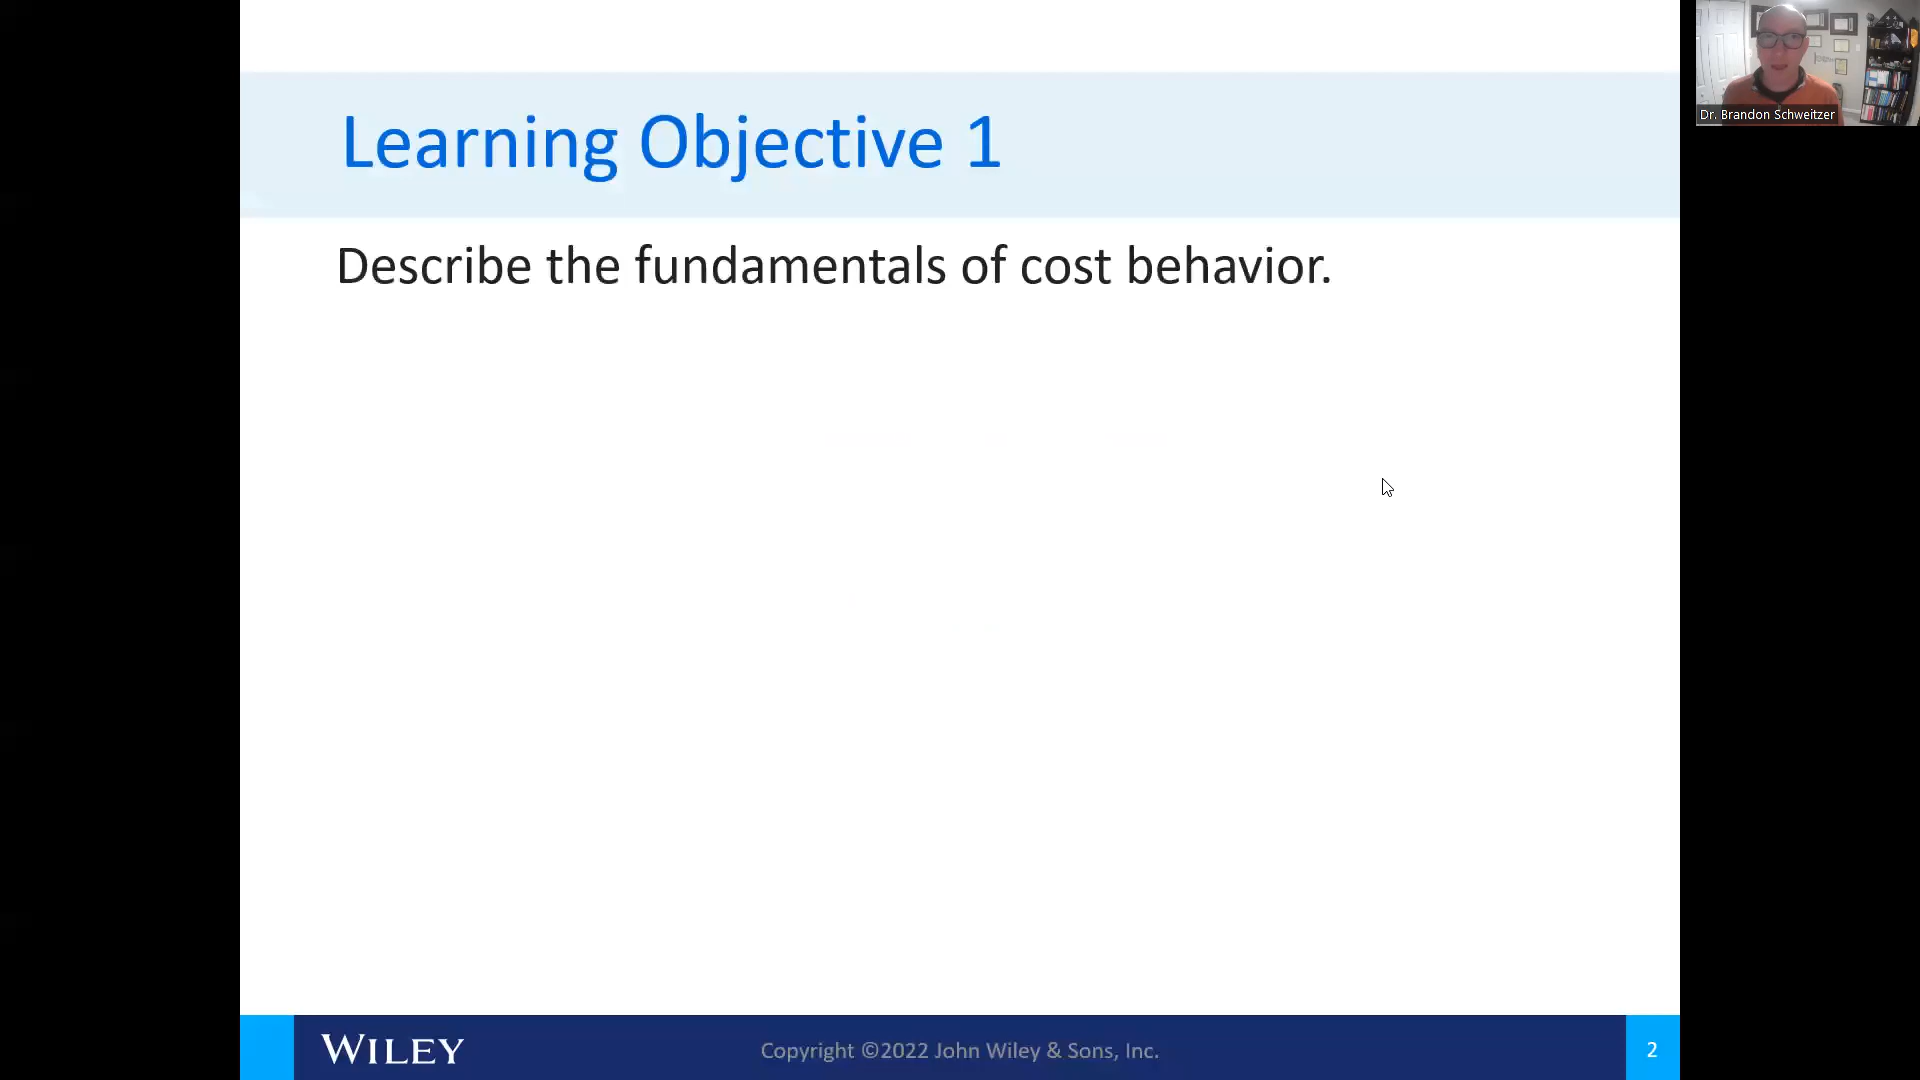 Learning Objective 1
Dr. Brandon Schweitzer
Describe the fundamentals of cost behavior.
WILEY
Copyright ©2022 John Wiley & Sons, Inc.
2